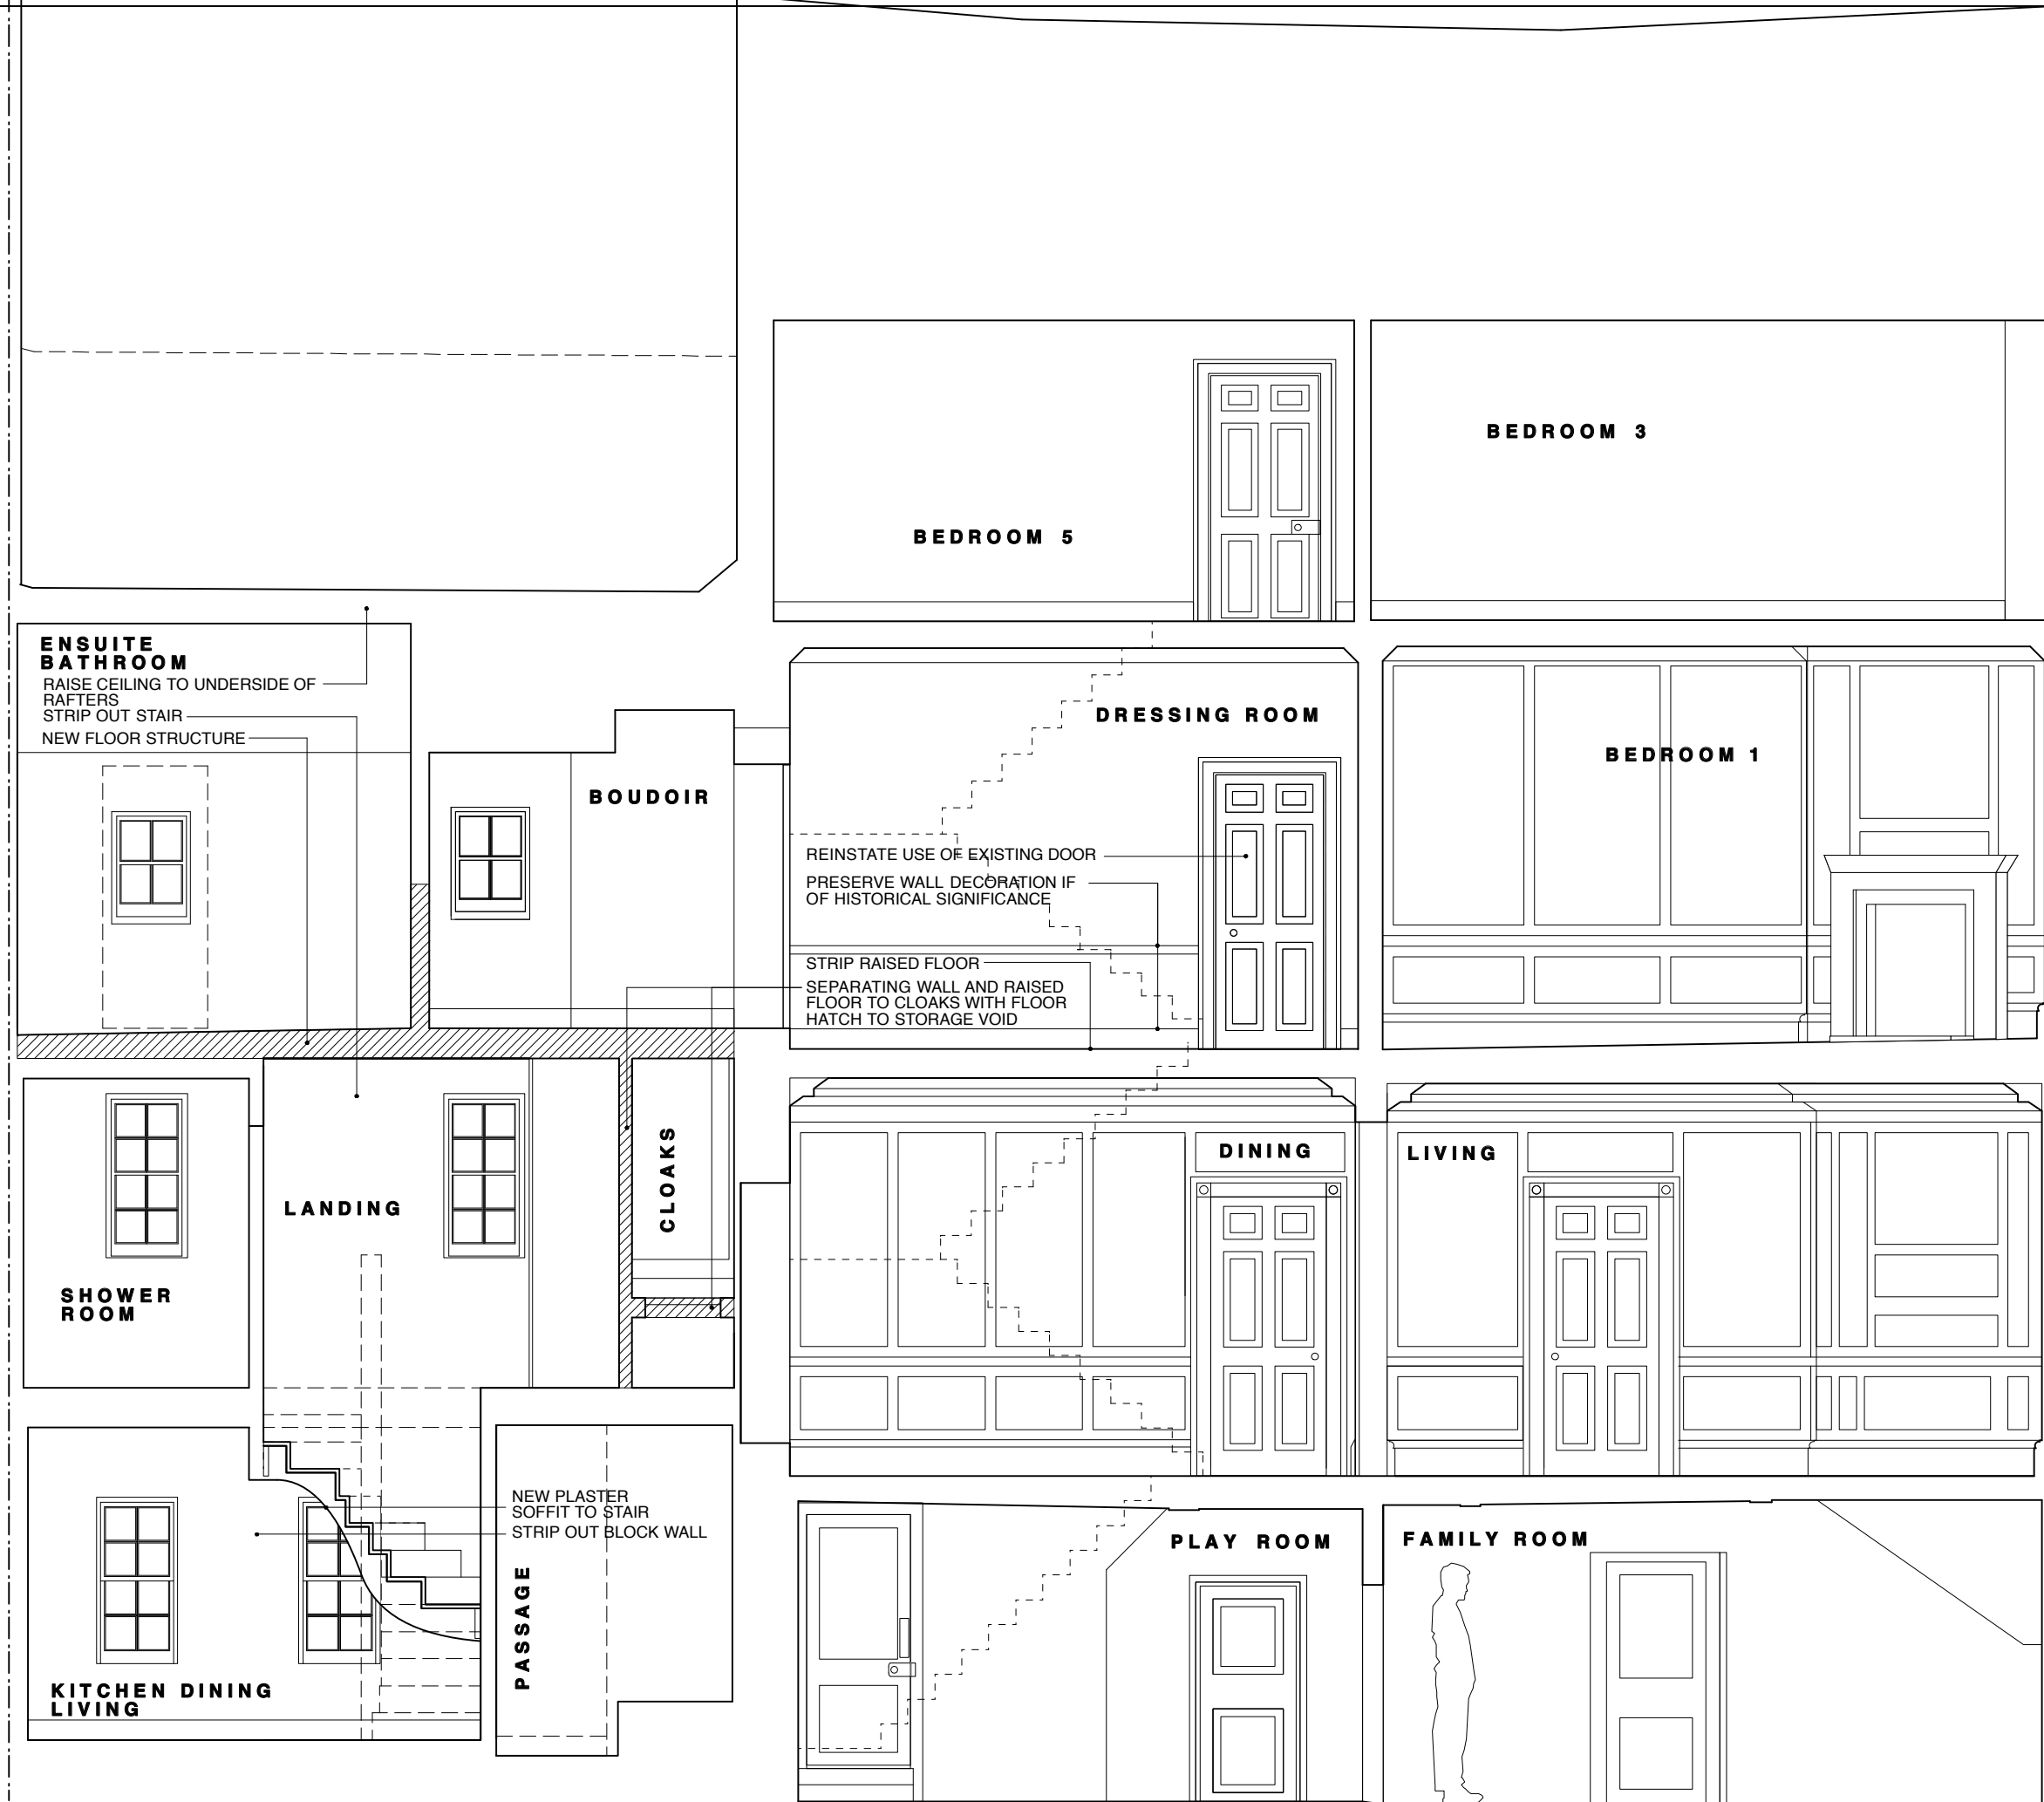 BEDROOM 3
BEDROOM 5
ENSUITE
BATHROOM
RAISE CEILING TO UNDERSIDE OF
RAFTERS
STRIP OUT STAIR
NEW FLOOR STRUCTURE
BOUDOIR
DRESSING ROOM
BEDROOM 1
REINSTATE USE OF EXISTING DOOR
PRESERVE WALL DECORATION IF
OF HISTORICAL SIGNIFICANCE
STRIP RAISED FLOOR
SEPARATING WALL AND RAISED
FLOOR TO CLOAKS WITH FLOOR
HATCH TO STORAGE VOID
SHOWER
ROOM
LANDING
CLOAKS
DINING
LIVING
KITCHEN DINING
LIVING
NEW PLASTER
SOFFIT TO STAIR
STRIP OUT BLOCK WALL
PASSAGE
PLAY ROOM
FAMILY ROOM